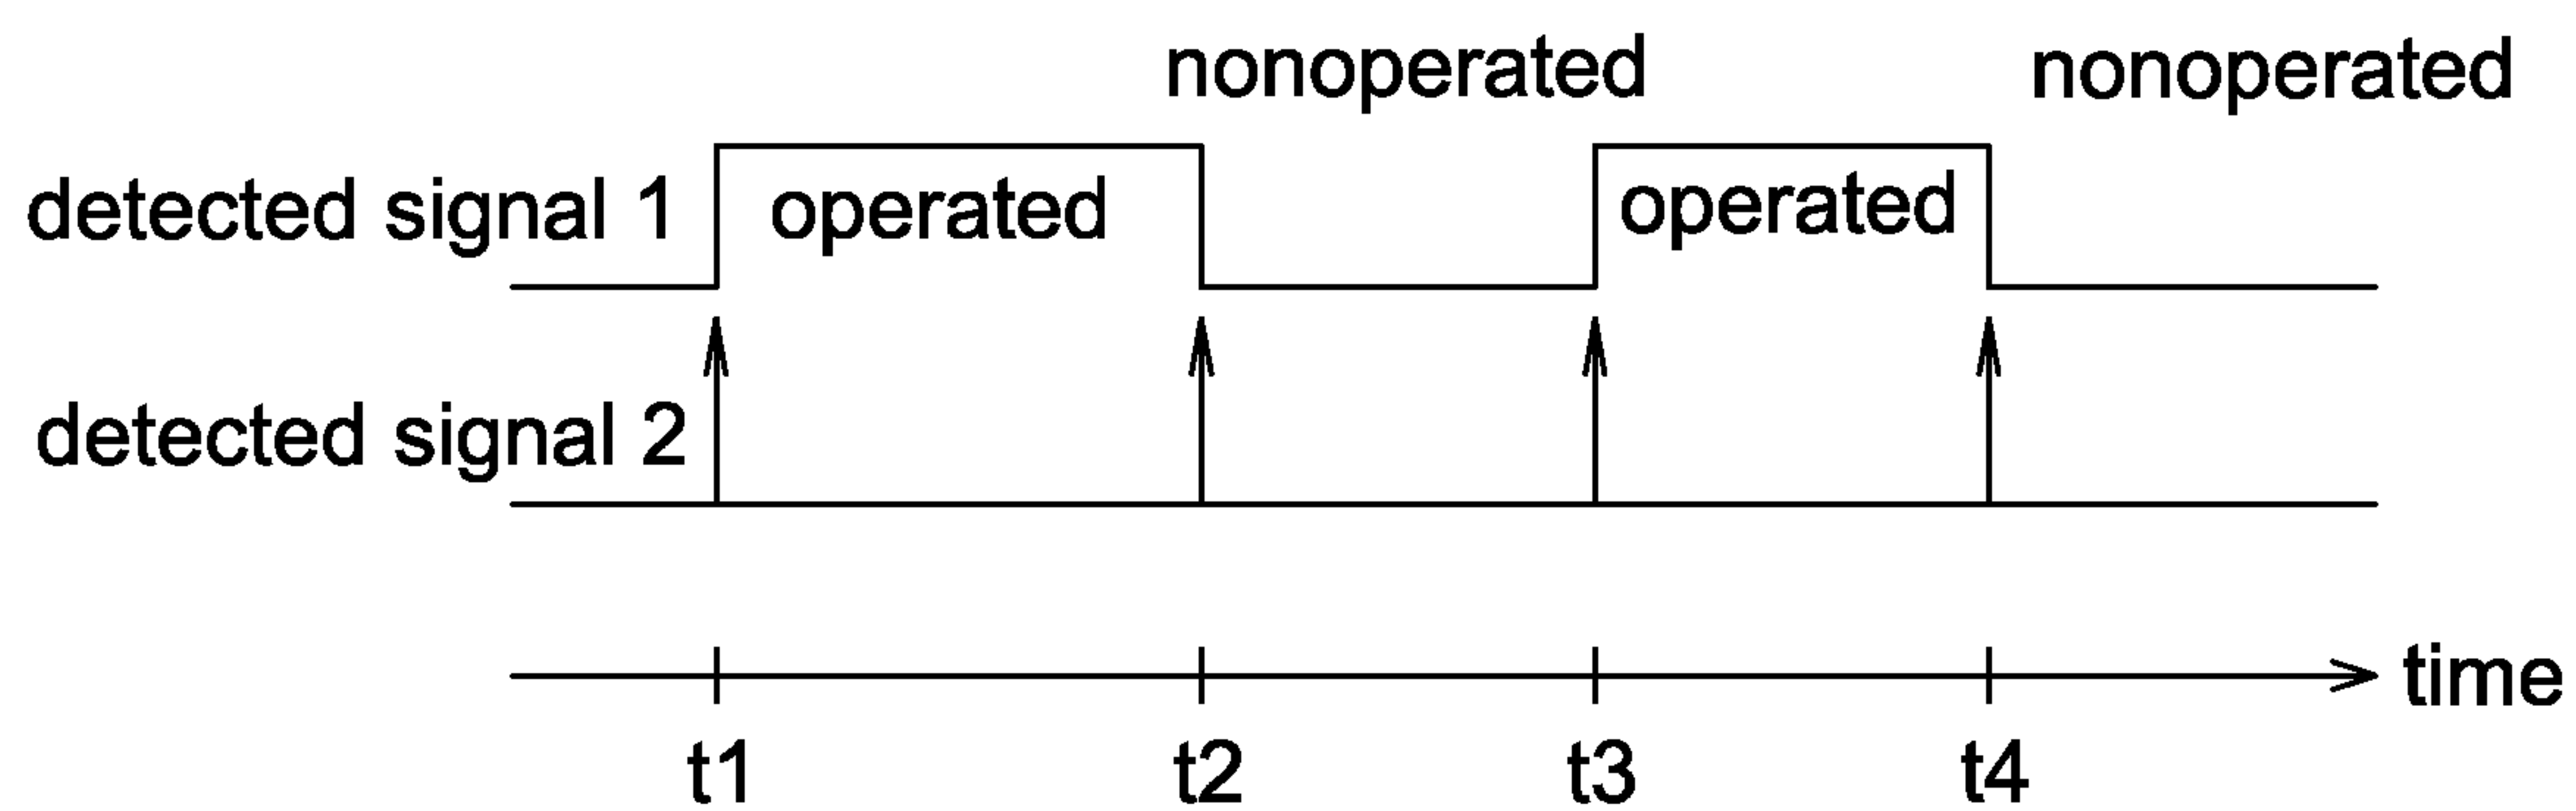 nonoperated nonoperated
detected signal 1 operated operated
detected signal 2
time
t1 t2 t3 t4